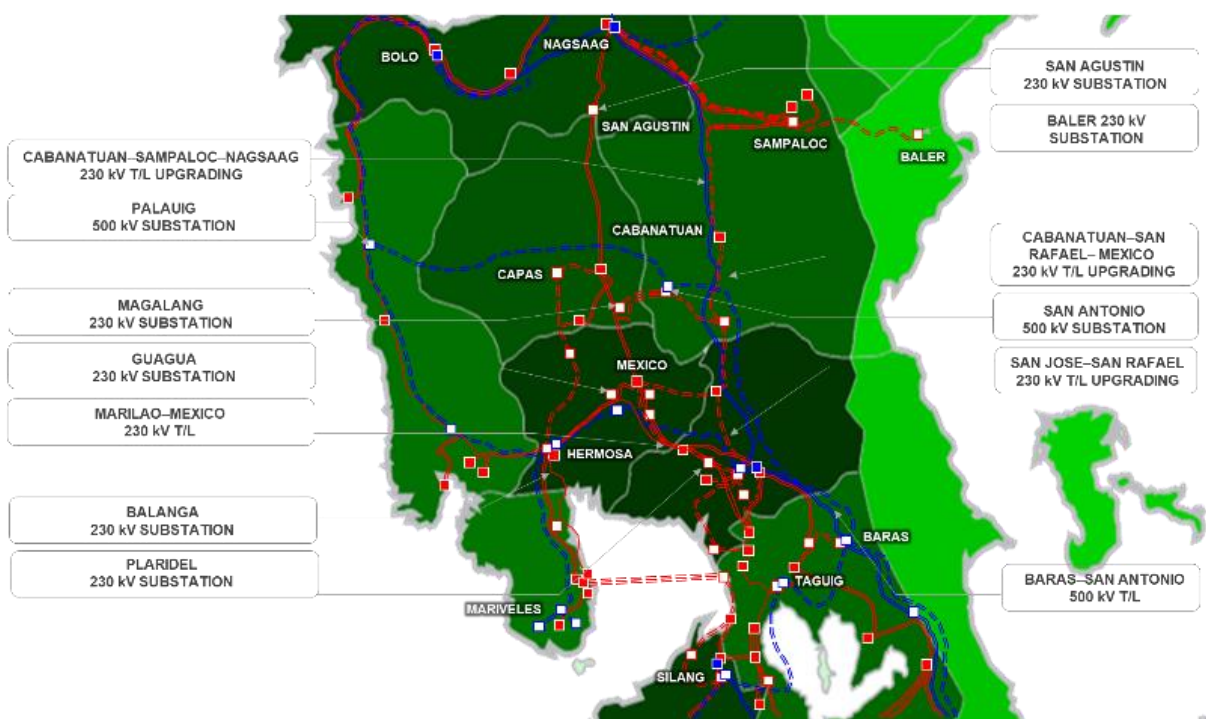 CABANATUAN–SAMPALOC–NAGSAAG
230 kV T/L UPGRADING
PALAUIG
500 kV SUBSTATION
MAGALANG
230 kV SUBSTATION
GUAGUA
230 kV SUBSTATION
MARILAO–MEXICO
230 kV T/L
BALANGA
230 kV SUBSTATION
PLARIDEL
230 kV SUBSTATION
BOLO
NAGSAAG
SAN AGUSTIN
SAMPALOC
BALER
CABANATUAN
CAPAS
MEXICO
HERMOSA
BARAS
TAGUIG
MARIVELES
SILANG
SAN AGUSTIN
230 kV SUBSTATION
BALER 230 kV
SUBSTATION
CABANATUAN–SAN
RAFAEL– MEXICO
230 kV T/L UPGRADING
SAN ANTONIO
500 kV SUBSTATION
SAN JOSE–SAN RAFAEL
230 kV T/L UPGRADING
BARAS–SAN ANTONIO
500 kV T/L